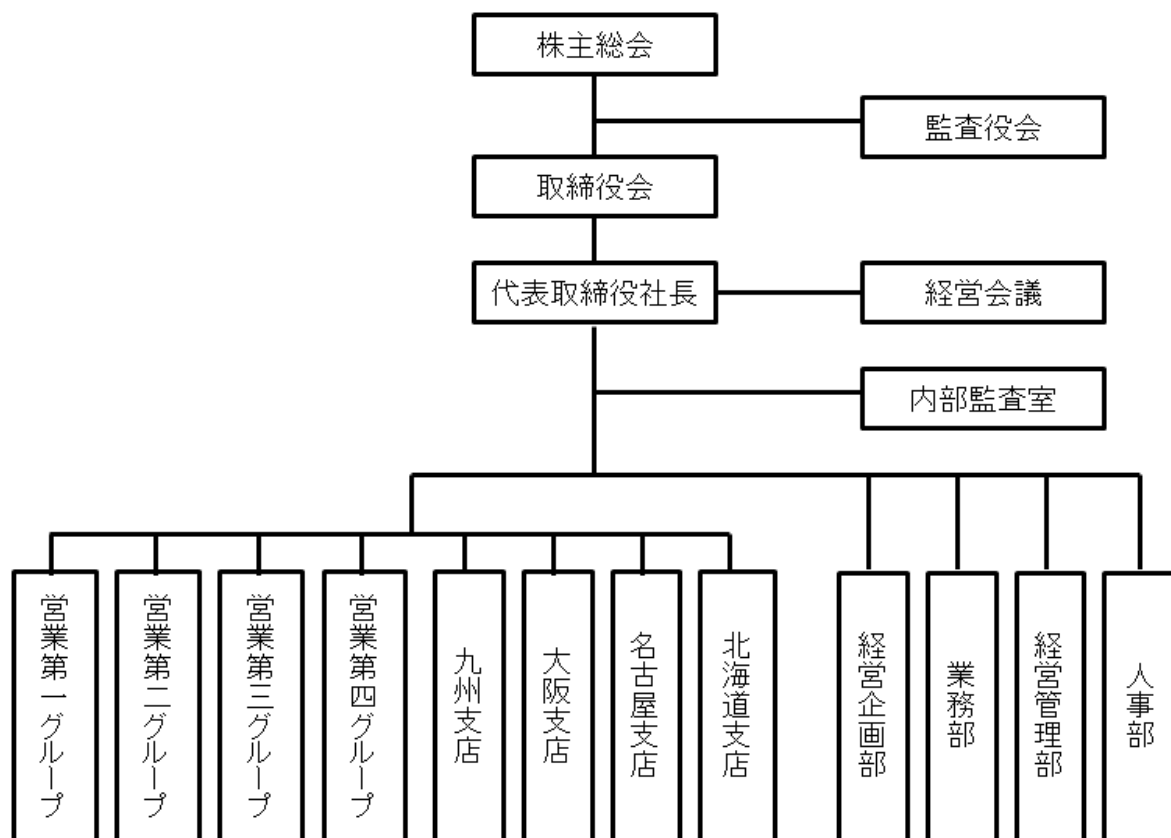 株主総会
監査役会
取締役会
代表取締役社長
経営会議
内部監査室
営業第一グループ
営業第二グループ
営業第三グループ
営業第四グループ
九州支店
大阪支店
名古屋支店
北海道支店
経営企画部
業務部
経営管理部
人事部